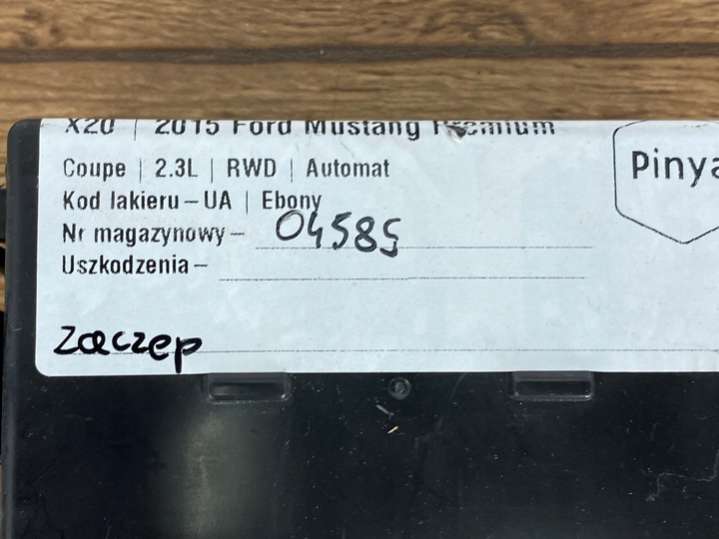 X20 | 2015 Ford Mustang Premium
Coupe | 2.3L | RWD | Automat
Kod lakieru – UA | Ebony
Nr magazynowy – 04585
Uszkodzenia –
zaczep
Pinya